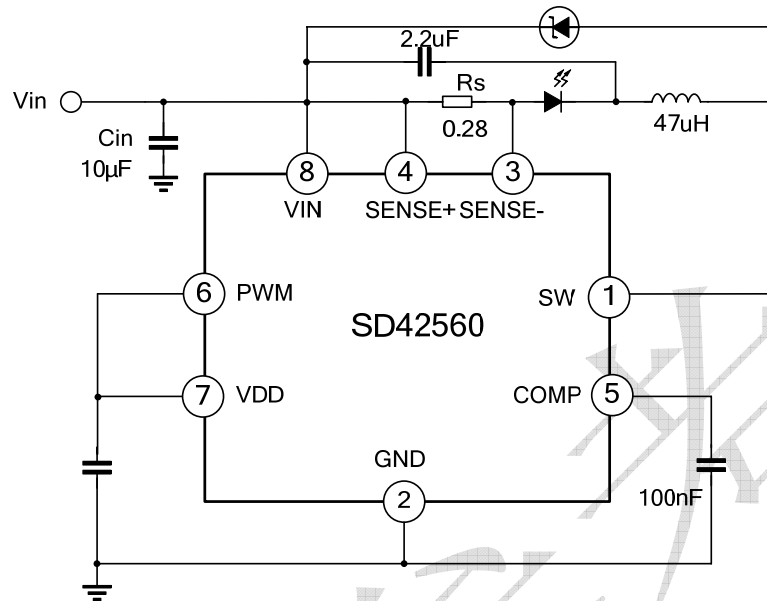 2.2uF
Vin
Rs
Cin
0.28
47uH
10µF
8
4
3
VIN
SENSE+
SENSE-
6
PWM
SW
1
SD42560
7
VDD
COMP
5
GND
2
100nF